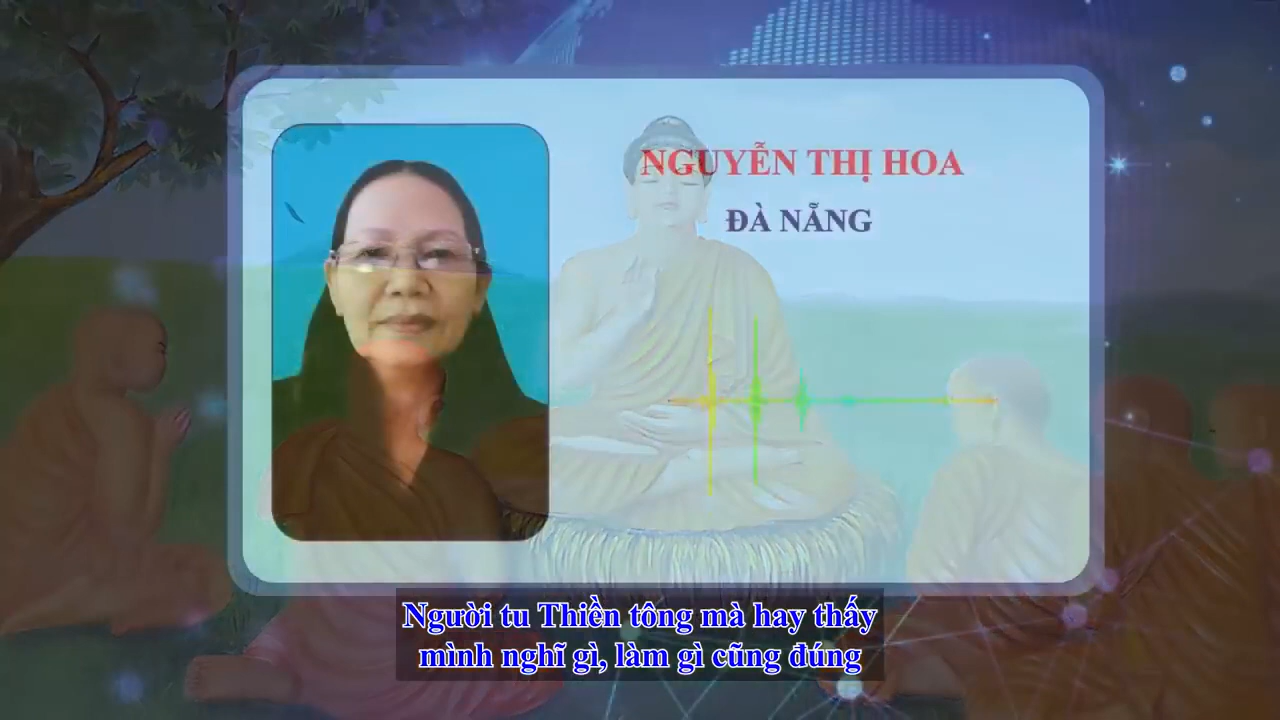 NGUYỄN THỊ HOA
ĐÀ NẴNG
Người tu Thiền tông mà hay thấy
mình nghĩ gì, làm gì cũng đúng